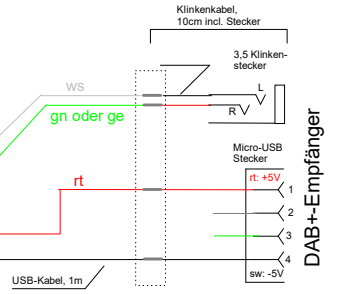 Klinkenkabel,
10cm incl. Stecker
3,5 Klinken-
stecker
ws
L
R
gn oder ge
Micro-USB
Stecker
rt: +5V
rt
1
2
3
4
sw: -5V
USB-Kabel, 1m
DAB+-Empfänger